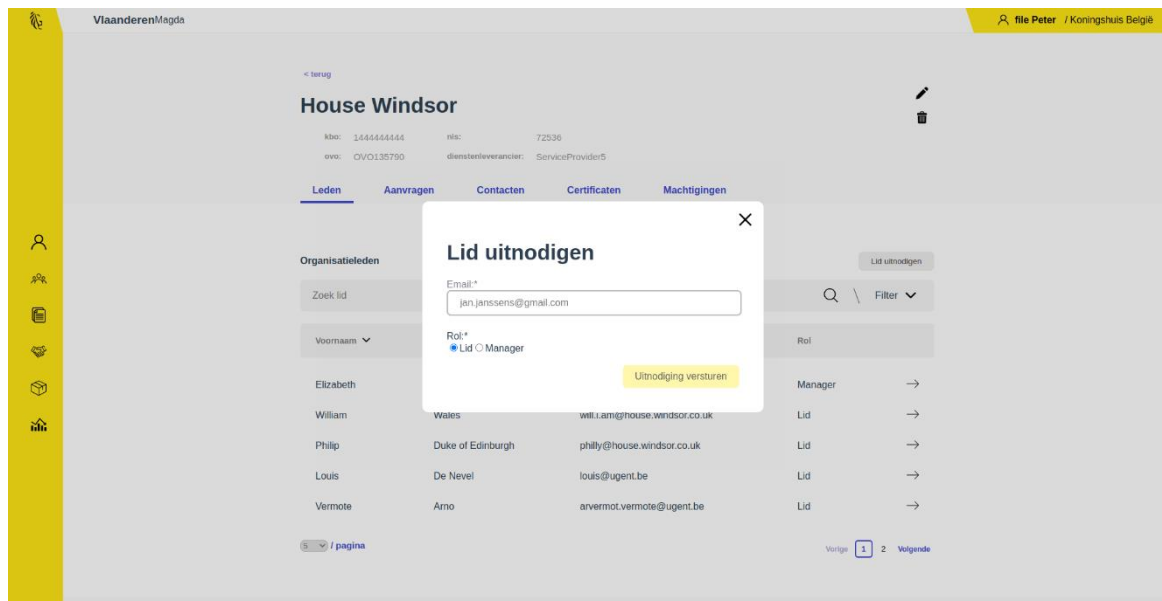 VlaanderenMagda
file Peter / Koningshuis België
< terug
House Windsor
kbo: 1444444444 nis: 72536
ovo: OVO135790 dienstenleverancier: ServiceProvider5
Leden Aanvragen Contacten Certificaten Machtigingen
Lid uitnodigen
Email:*
jan.janssens@gmail.com
Rol:*
Lid Manager
Uitnodiging versturen
Organisatieleden Lid uitnodigen
Zoek lid \ Filter
Voornaam Rol
Elizabeth Manager
William Wales will.i.am@house.windsor.co.uk Lid
Philip Duke of Edinburgh philly@house.windsor.co.uk Lid
Louis De Nevel louis@ugent.be Lid
Vermote Arno arvermot.vermote@ugent.be Lid
5 / pagina Vorige 1 2 Volgende